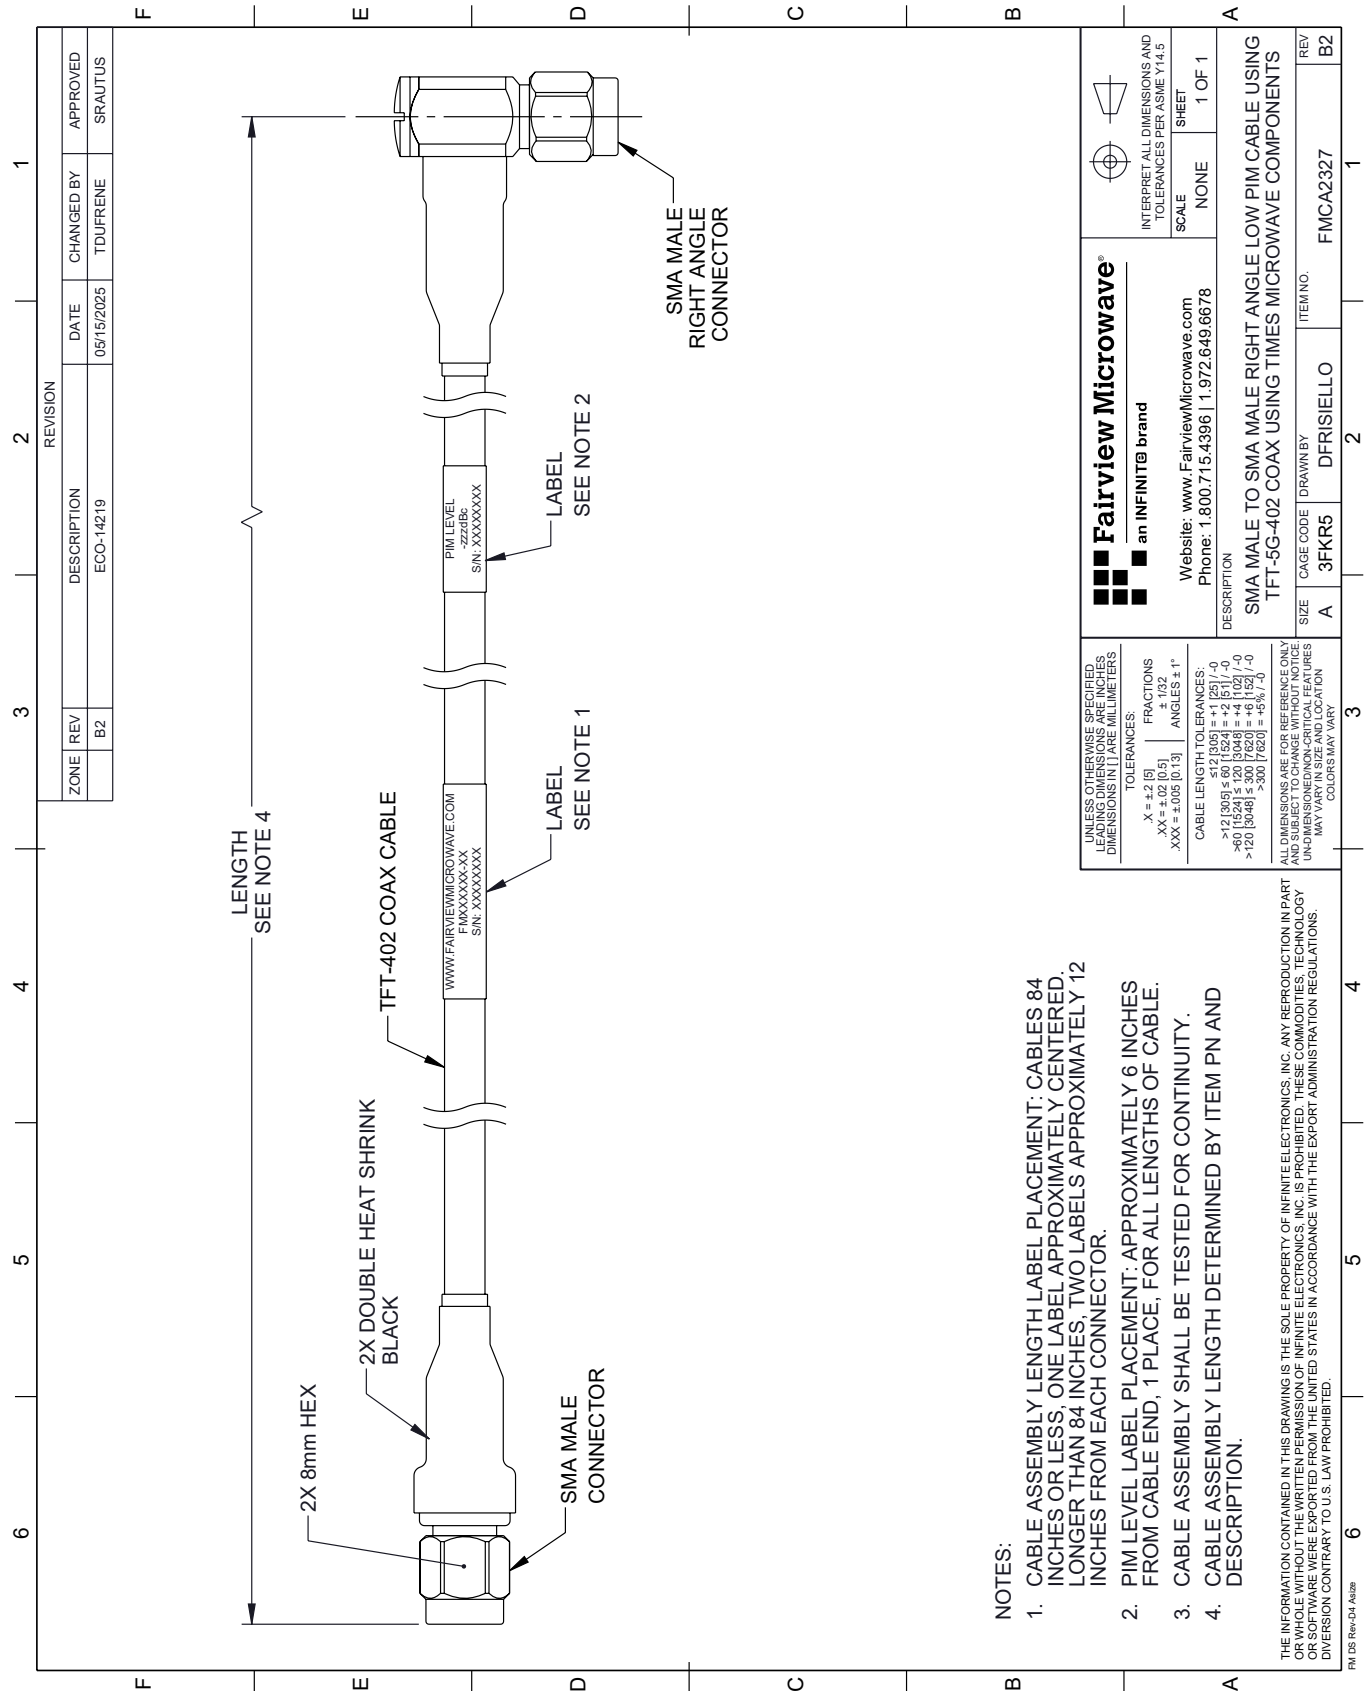 6
5
4
3
2
1
F
E
D
C
B
A
REVISION
ZONE REV DESCRIPTION DATE CHANGED BY APPROVED
B2 ECO-14219 05/15/2025 TDUFRENE SRAUTUS
LENGTH
SEE NOTE 4
2X 8mm HEX
2X DOUBLE HEAT SHRINK
BLACK
TFT-402 COAX CABLE
WWW.FAIRVIEWMICROWAVE.COM
FMXXXXXX-XX
S/N: XXXXXXXXX
PIM LEVEL
-zzzdBc
S/N: XXXXXXXX
SMA MALE
CONNECTOR
LABEL
SEE NOTE 1
LABEL
SEE NOTE 2
SMA MALE
RIGHT ANGLE
CONNECTOR
NOTES:
1. CABLE ASSEMBLY LENGTH LABEL PLACEMENT: CABLES 84
INCHES OR LESS, ONE LABEL APPROXIMATELY CENTERED.
LONGER THAN 84 INCHES, TWO LABELS APPROXIMATELY 12
INCHES FROM EACH CONNECTOR.
2. PIM LEVEL LABEL PLACEMENT: APPROXIMATELY 6 INCHES
FROM CABLE END, 1 PLACE, FOR ALL LENGTHS OF CABLE.
3. CABLE ASSEMBLY SHALL BE TESTED FOR CONTINUITY.
4. CABLE ASSEMBLY LENGTH DETERMINED BY ITEM PN AND
DESCRIPTION.
THE INFORMATION CONTAINED IN THIS DRAWING IS THE SOLE PROPERTY OF INFINITE ELECTRONICS, INC. ANY REPRODUCTION IN PART
OR WHOLE WITHOUT THE WRITTEN PERMISSION OF INFINITE ELECTRONICS, INC. IS PROHIBITED. THESE COMMODITIES, TECHNOLOGY
OR SOFTWARE WERE EXPORTED FROM THE UNITED STATES IN ACCORDANCE WITH THE EXPORT ADMINISTRATION REGULATIONS.
DIVERSION CONTRARY TO U.S. LAW PROHIBITED.
UNLESS OTHERWISE SPECIFIED
LEADING DIMENSIONS ARE INCHES
DIMENSIONS IN [ ] ARE MILLIMETERS
TOLERANCES:
.X = ±.2 [5]
.XX = ±.02 [0.5]
.XXX = ±.005 [0.13]
FRACTIONS
± 1/32
ANGLES ± 1°
CABLE LENGTH TOLERANCES:
≤12 [305] = +1 [25] / -0
>12 [305] ≤ 60 [1524] = +2 [51] / -0
>60 [1524] ≤ 120 [3048] = +4 [102] / -0
>120 [3048] ≤ 300 [7620] = +6 [152] / -0
>300 [7620] = +5% / -0
ALL DIMENSIONS ARE FOR REFERENCE ONLY
AND SUBJECT TO CHANGE WITHOUT NOTICE.
UN-DIMENSIONED/NON-CRITICAL FEATURES
MAY VARY IN SIZE AND LOCATION
COLORS MAY VARY
Fairview Microwave®
an INFINIT@ brand
Website: www.FairviewMicrowave.com
Phone: 1.800.715.4396 | 1.972.649.6678
INTERPRET ALL DIMENSIONS AND
TOLERANCES PER ASME Y14.5
SCALE
NONE
SHEET
1 OF 1
DESCRIPTION
SMA MALE TO SMA MALE RIGHT ANGLE LOW PIM CABLE USING
TFT-5G-402 COAX USING TIMES MICROWAVE COMPONENTS
SIZE
A
CAGE CODE
3FKR5
DRAWN BY
DFRISIELLO
ITEM NO.
FMCA2327
REV
B2
FM DS Rev-D4 Asize
6
5
4
3
2
1
F
E
D
C
B
A